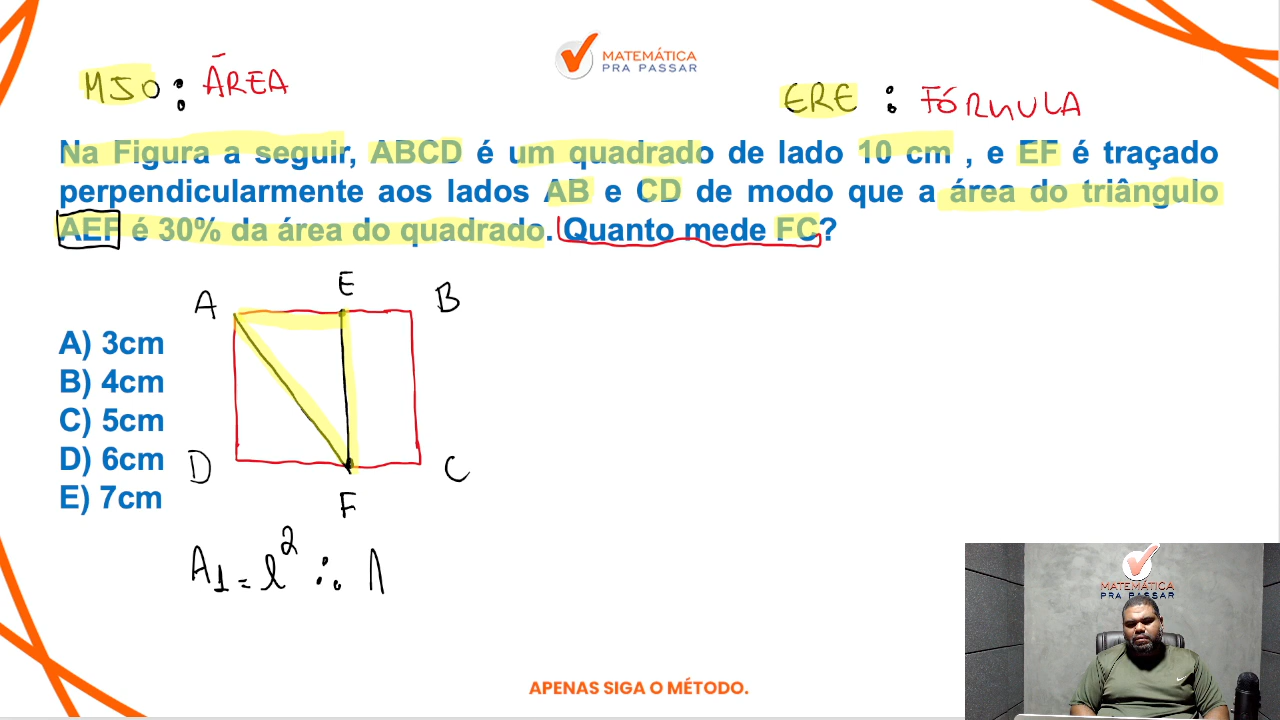 MATEMÁTICA
PRA PASSAR
MJO : ÁREA
ERE : FÓRMULA
Na Figura a seguir, ABCD é um quadrado de lado 10 cm , e EF é traçado
perpendicularmente aos lados AB e CD de modo que a área do triângulo
AEF é 30% da área do quadrado. Quanto mede FC?
A E B
A) 3cm
B) 4cm
C) 5cm
D) 6cm
E) 7cm
D F C
A1 = l² ∴ A
MATEMÁTICA
PRA PASSAR
APENAS SIGA O MÉTODO.